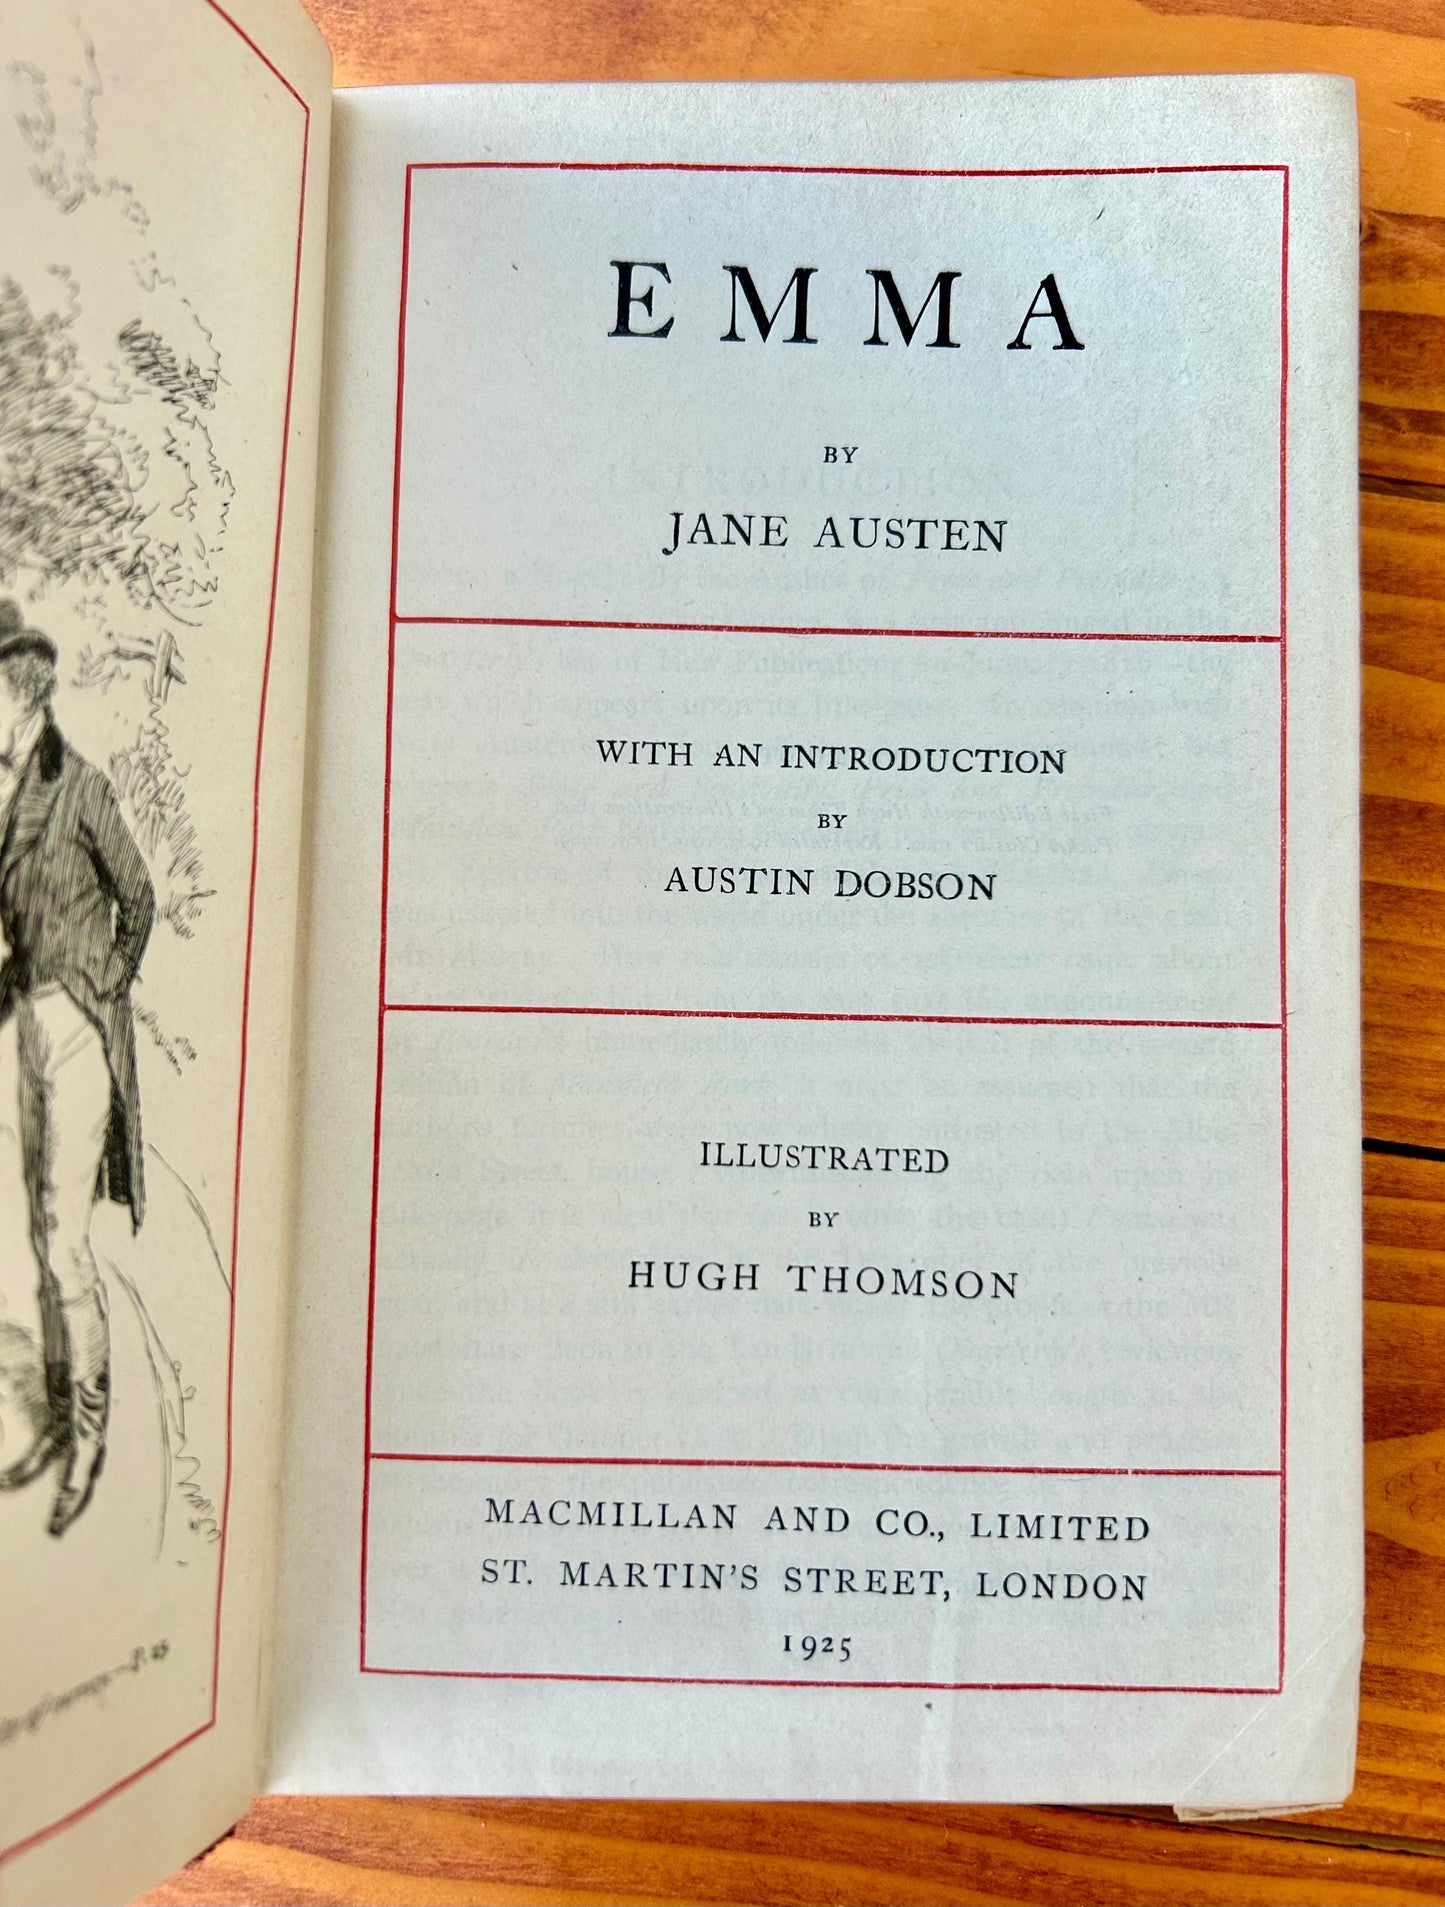 EMMA
BY
JANE AUSTEN
WITH AN INTRODUCTION
BY
AUSTIN DOBSON
ILLUSTRATED
BY
HUGH THOMSON
MACMILLAN AND CO., LIMITED
ST. MARTIN'S STREET, LONDON
1925